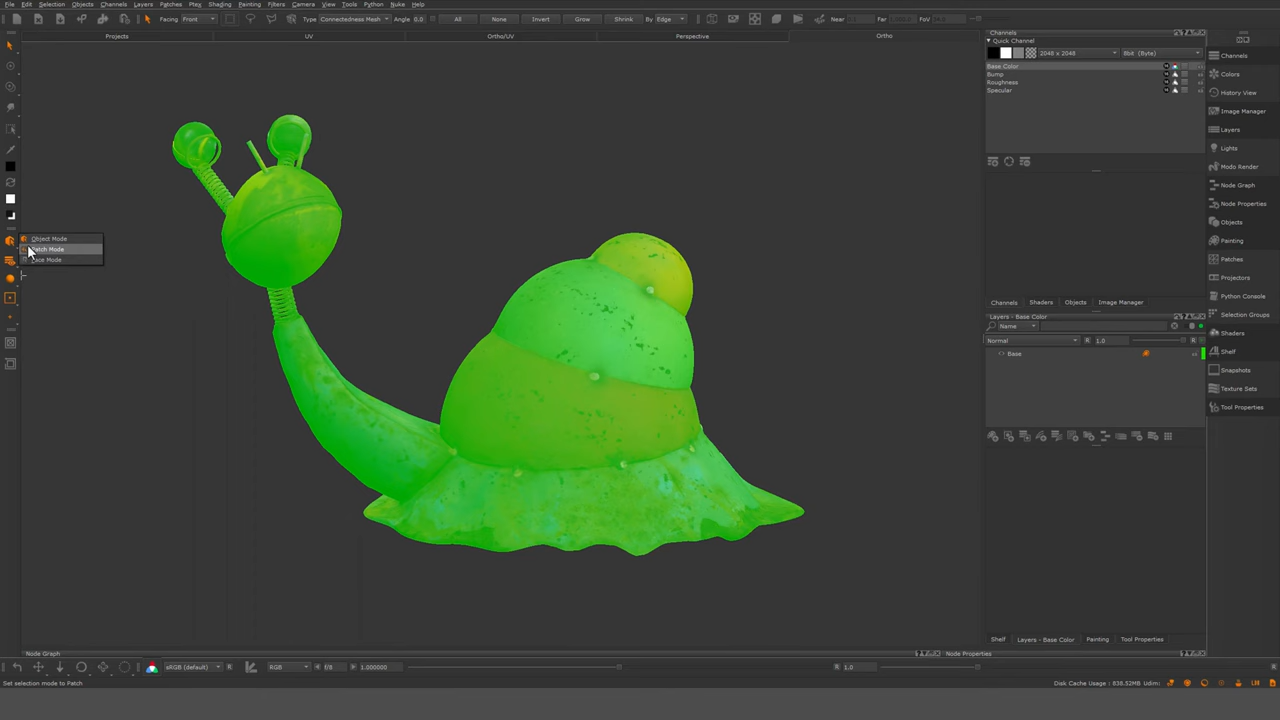 File Edit Selection Objects Channels Layers Patches Ptex Shading Painting Filters Camera View Tools Python Nuke Help
Facing Front Type Connectedness Mesh Angle 0.0 All None Invert Grow Shrink By Edge Near Far FoV
Projects UV Ortho/UV Perspective Ortho
Channels
Quick Channel
2048 x 2048 8bit (Byte)
Base Color
Bump
Roughness
Specular
Channels
Colors
History View
Image Manager
Layers
Lights
Modo Render
Node Graph
Node Properties
Objects
Painting
Patches
Projectors
Python Console
Selection Groups
Shaders
Shelf
Snapshots
Texture Sets
Tool Properties
Object Mode
Patch Mode
Face Mode
Channels Shaders Objects Image Manager
Layers - Base Color
Name
Normal R 1.0
Base
Shelf Layers - Base Color Painting Tool Properties
Node Graph Node Properties
sRGB (default) R RGB f/8 1.000000 R 1.0
Set selection mode to Patch Disk Cache Usage : 838.52MB Udim: